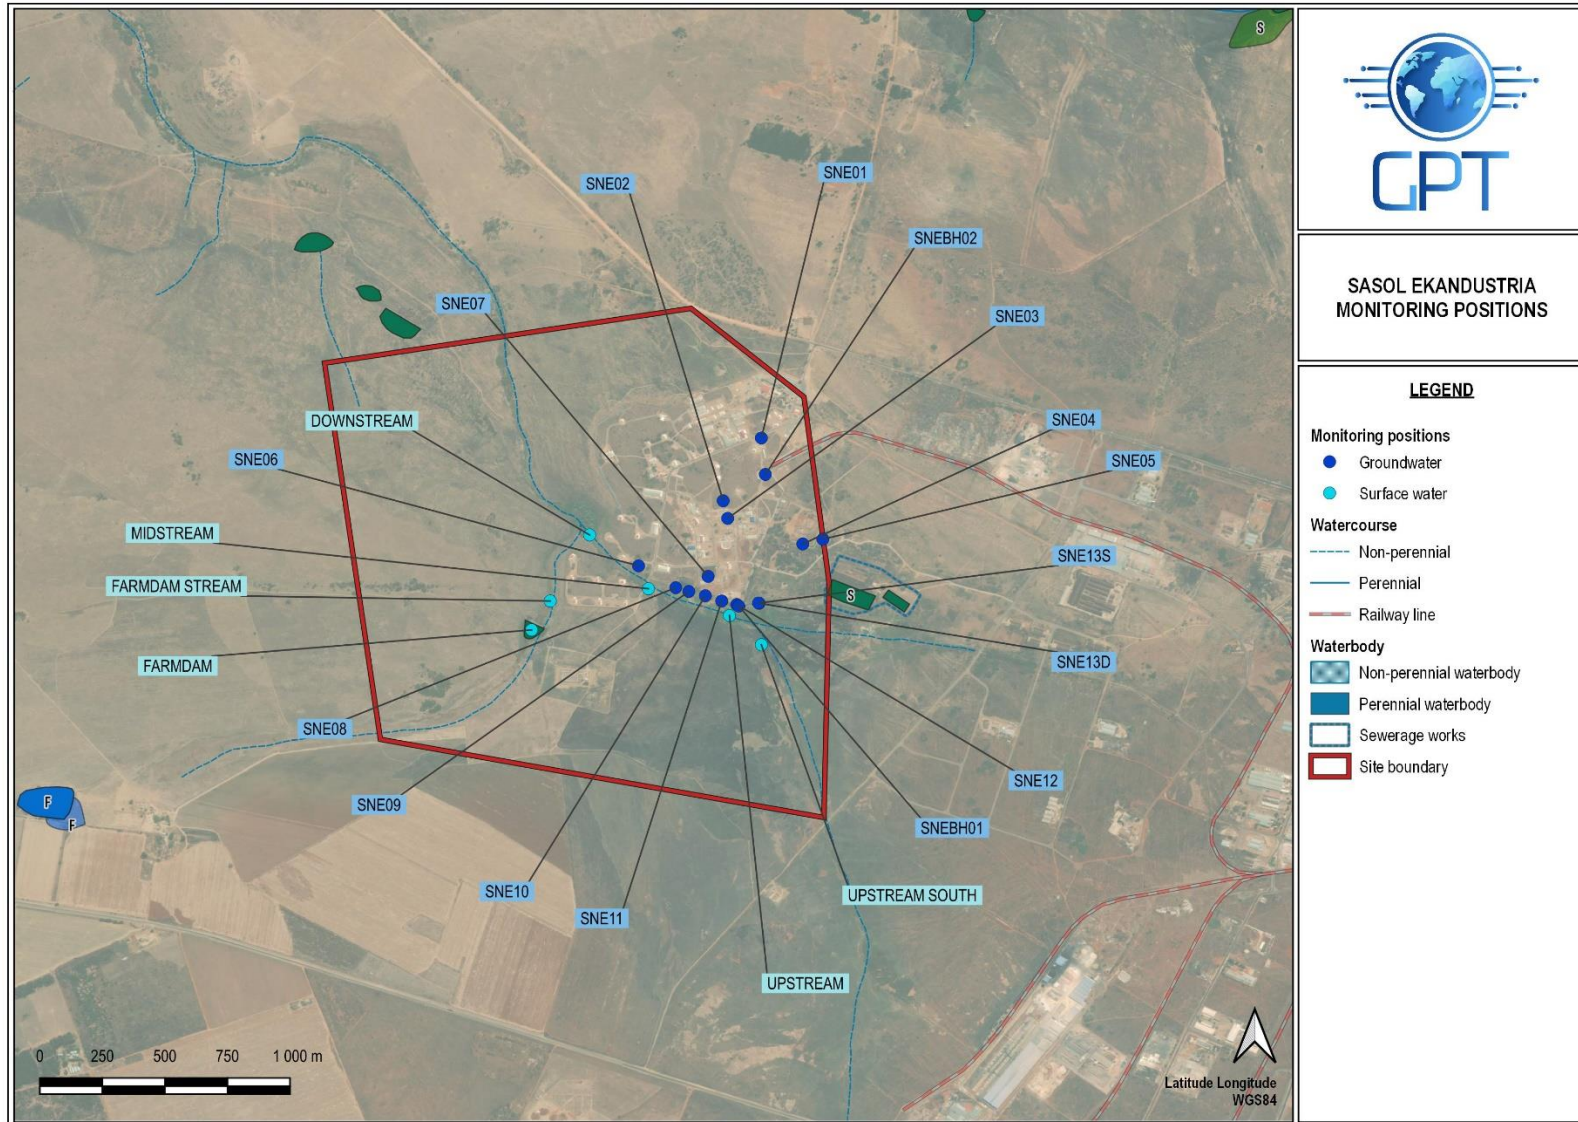 S
SNE01
SNE02
SNEBH02
SNE07
SNE03
DOWNSTREAM
SNE04
SNE06
SNE05
MIDSTREAM
SNE13S
FARMDAM STREAM
S
FARMDAM
SNE13D
SNE08
SNE12
SNE09
F
F
SNEBH01
SNE10
UPSTREAM SOUTH
SNE11
UPSTREAM
0 250 500 750 1 000 m
Latitude Longitude
WGS84
GPT
SASOL EKANDUSTRIA
MONITORING POSITIONS
LEGEND
Monitoring positions
Groundwater
Surface water
Watercourse
Non-perennial
Perennial
Railway line
Waterbody
Non-perennial waterbody
Perennial waterbody
Sewerage works
Site boundary